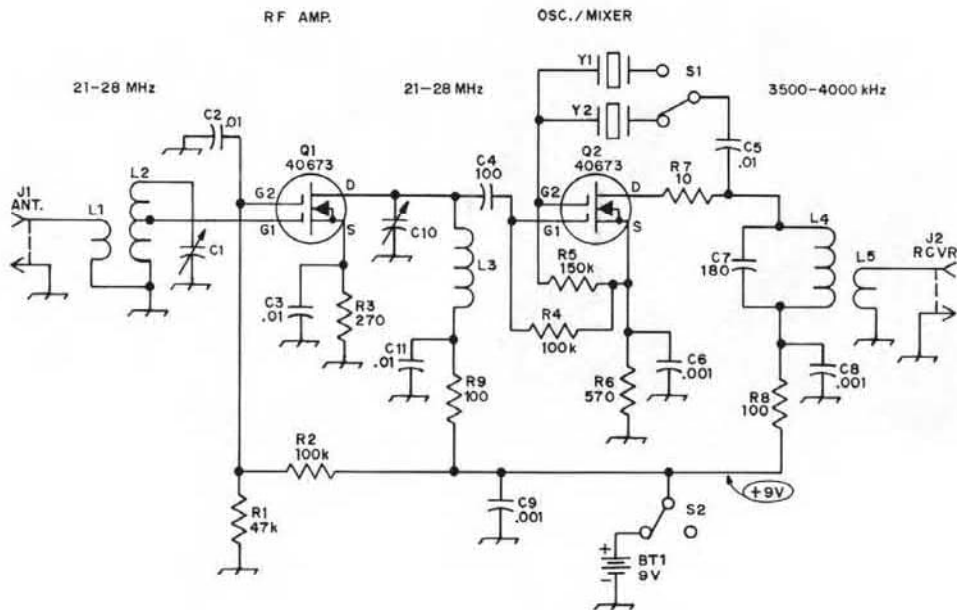 RF AMP.
OSC./MIXER
21-28 MHz
21-28 MHz
3500-4000 kHz
Y1
S1
Y2
C2
.01
Q1
40673
C4
100
Q2
40673
C5
.01
R7
10
J1
ANT.
L1
L2
C1
G2
G1
D
S
C10
L3
G2
G1
D
S
R5
150k
R4
100k
C7
180
L4
L5
J2
RCVR
C3
.01
R3
270
C11
.01
R9
100
R6
570
C6
.001
C8
.001
R8
100
R2
100k
R1
47k
C9
.001
+9V
S2
+
-
BT1
9V